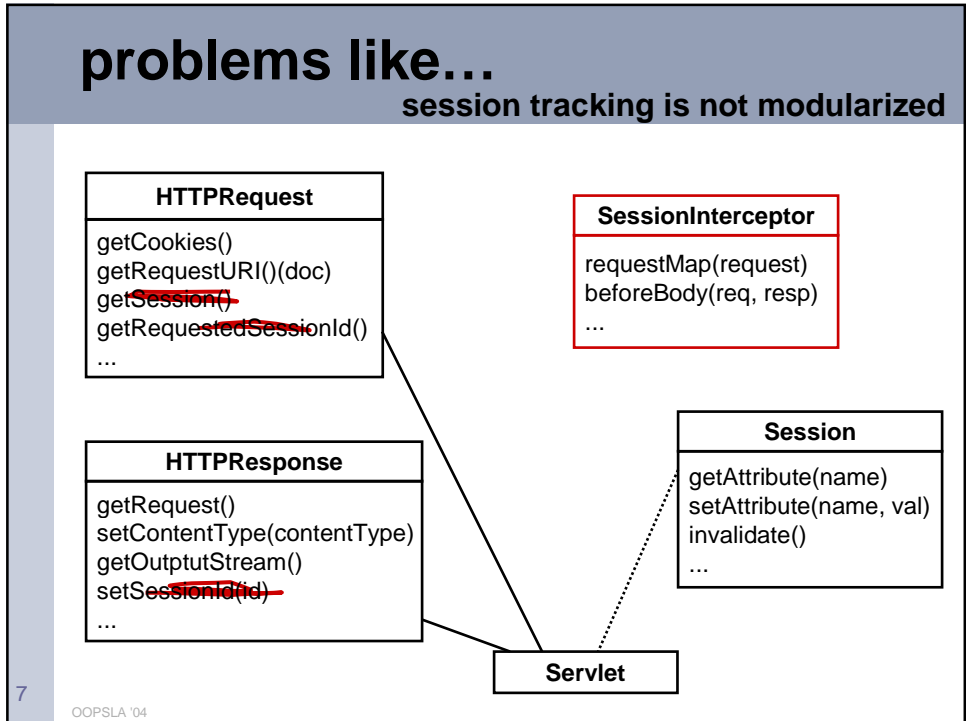 problems like…
session tracking is not modularized
HTTPRequest
getCookies()
getRequestURI()(doc)
getSession()
getRequestedSessionId()
...
SessionInterceptor
requestMap(request)
beforeBody(req, resp)
...
HTTPResponse
getRequest()
setContentType(contentType)
getOutptutStream()
setSessionId(id)
...
Session
getAttribute(name)
setAttribute(name, val)
invalidate()
...
Servlet
7
OOPSLA '04